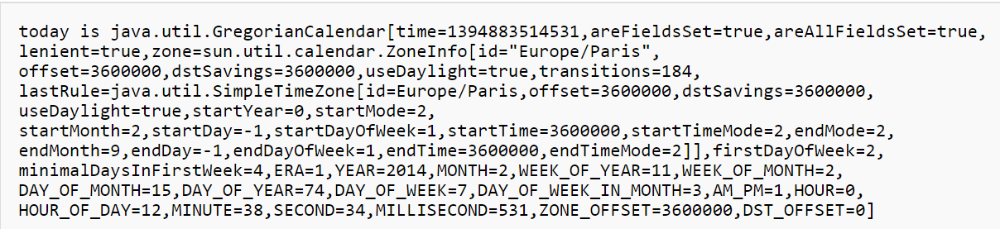 today is java.util.GregorianCalendar[time=1394883514531,areFieldsSet=true,areAllFieldsSet=true,
lenient=true,zone=sun.util.calendar.ZoneInfo[id="Europe/Paris",
offset=3600000,dstSavings=3600000,useDaylight=true,transitions=184,
lastRule=java.util.SimpleTimeZone[id=Europe/Paris,offset=3600000,dstSavings=3600000,
useDaylight=true,startYear=0,startMode=2,
startMonth=2,startDay=-1,startDayOfWeek=1,startTime=3600000,startTimeMode=2,endMode=2,
endMonth=9,endDay=-1,endDayOfWeek=1,endTime=3600000,endTimeMode=2]],firstDayOfWeek=2,
minimalDaysInFirstWeek=4,ERA=1,YEAR=2014,MONTH=2,WEEK_OF_YEAR=11,WEEK_OF_MONTH=2,
DAY_OF_MONTH=15,DAY_OF_YEAR=74,DAY_OF_WEEK=7,DAY_OF_WEEK_IN_MONTH=3,AM_PM=1,HOUR=0,
HOUR_OF_DAY=12,MINUTE=38,SECOND=34,MILLISECOND=531,ZONE_OFFSET=3600000,DST_OFFSET=0]